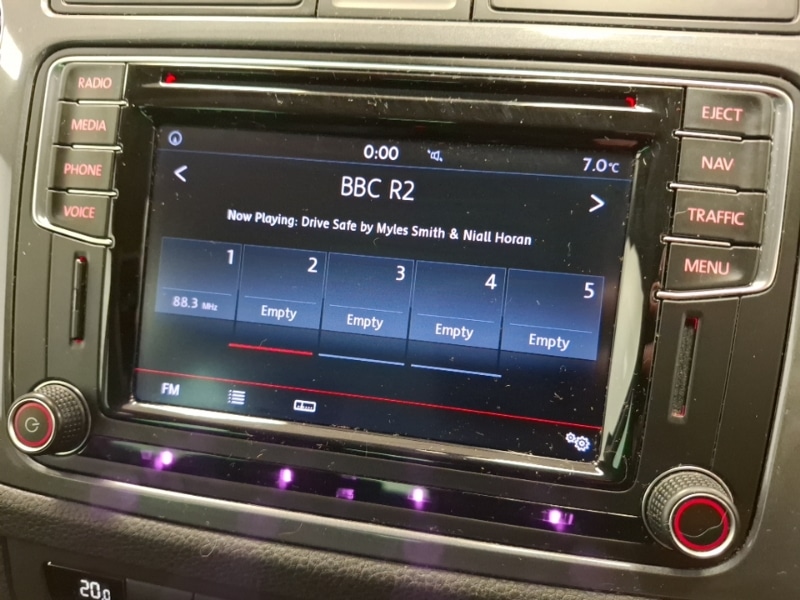 RADIO
MEDIA
PHONE
VOICE
EJECT
NAV
TRAFFIC
MENU
0:00
7.0°C
BBC R2
Now Playing: Drive Safe by Myles Smith & Niall Horan
1
2
3
4
5
88.3 MHz
Empty
Empty
Empty
Empty
FM
20.0